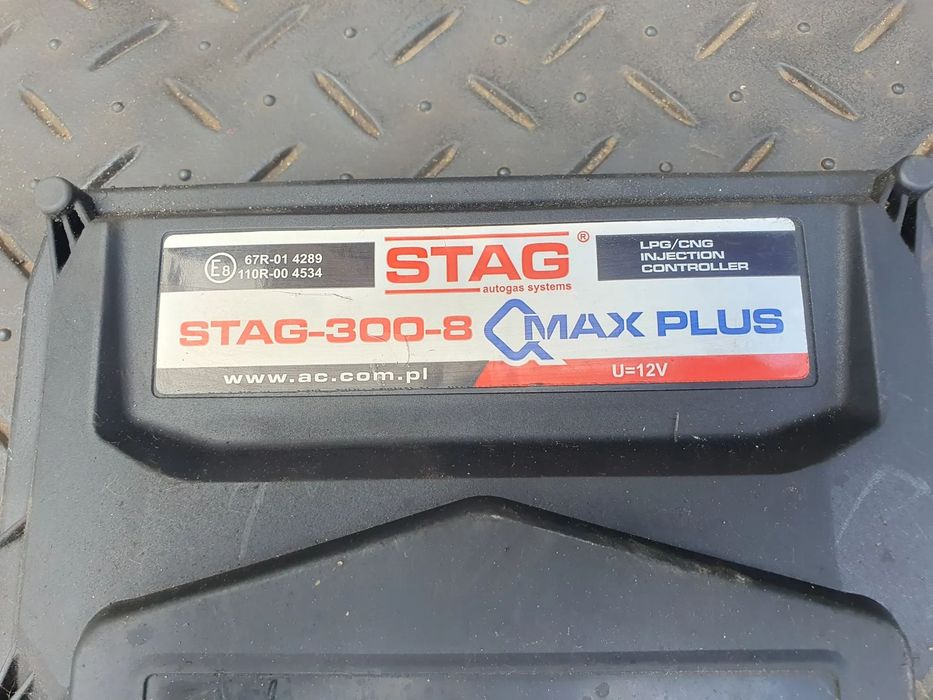 E8
67R-01 4289
110R-00 4534
STAG®
autogas systems
LPG/CNG
INJECTION
CONTROLLER
STAG-300-8 QMAX PLUS
www.ac.com.pl
U=12V